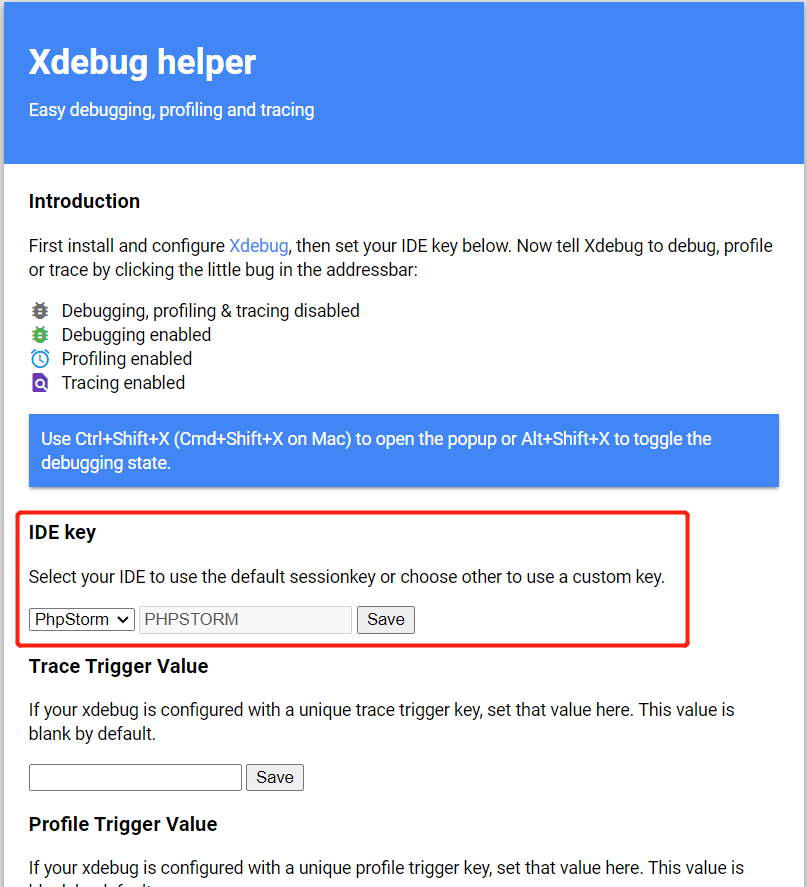 Xdebug helper
Easy debugging, profiling and tracing
Introduction
First install and configure Xdebug, then set your IDE key below. Now tell Xdebug to debug, profile
or trace by clicking the little bug in the addressbar:
Debugging, profiling & tracing disabled
Debugging enabled
Profiling enabled
Tracing enabled
Use Ctrl+Shift+X (Cmd+Shift+X on Mac) to open the popup or Alt+Shift+X to toggle the
debugging state.
IDE key
Select your IDE to use the default sessionkey or choose other to use a custom key.
PhpStorm PHPSTORM Save
Trace Trigger Value
If your xdebug is configured with a unique trace trigger key, set that value here. This value is
blank by default.
Save
Profile Trigger Value
If your xdebug is configured with a unique profile trigger key, set that value here. This value is